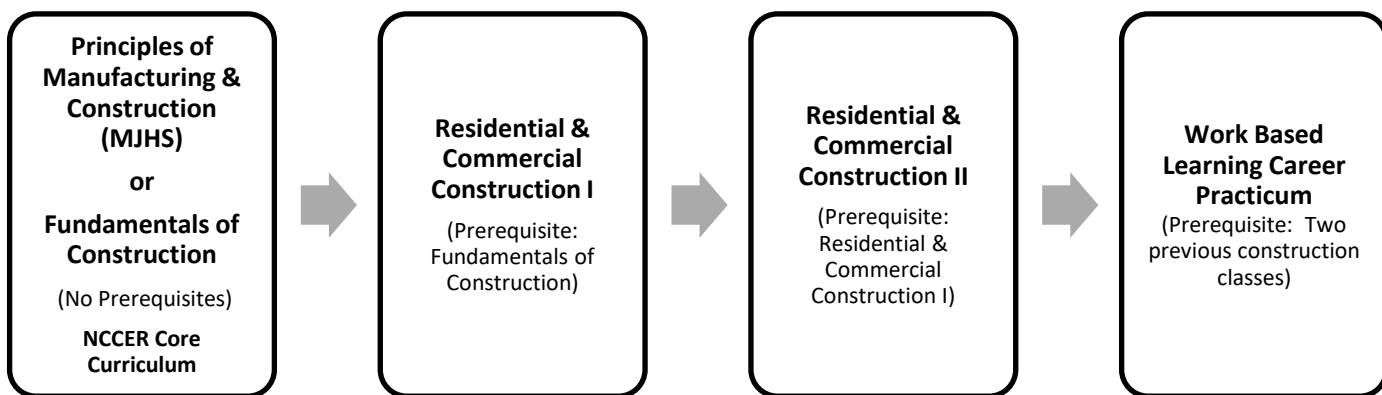 Principles of
Manufacturing &
Construction
(MJHS)
or
Fundamentals of
Construction
(No Prerequisites)
NCCER Core
Curriculum
Residential &
Commercial
Construction I
(Prerequisite:
Fundamentals of
Construction)
Residential &
Commercial
Construction II
(Prerequisite:
Residential &
Commercial
Construction I)
Work Based
Learning Career
Practicum
(Prerequisite: Two
previous construction
classes)